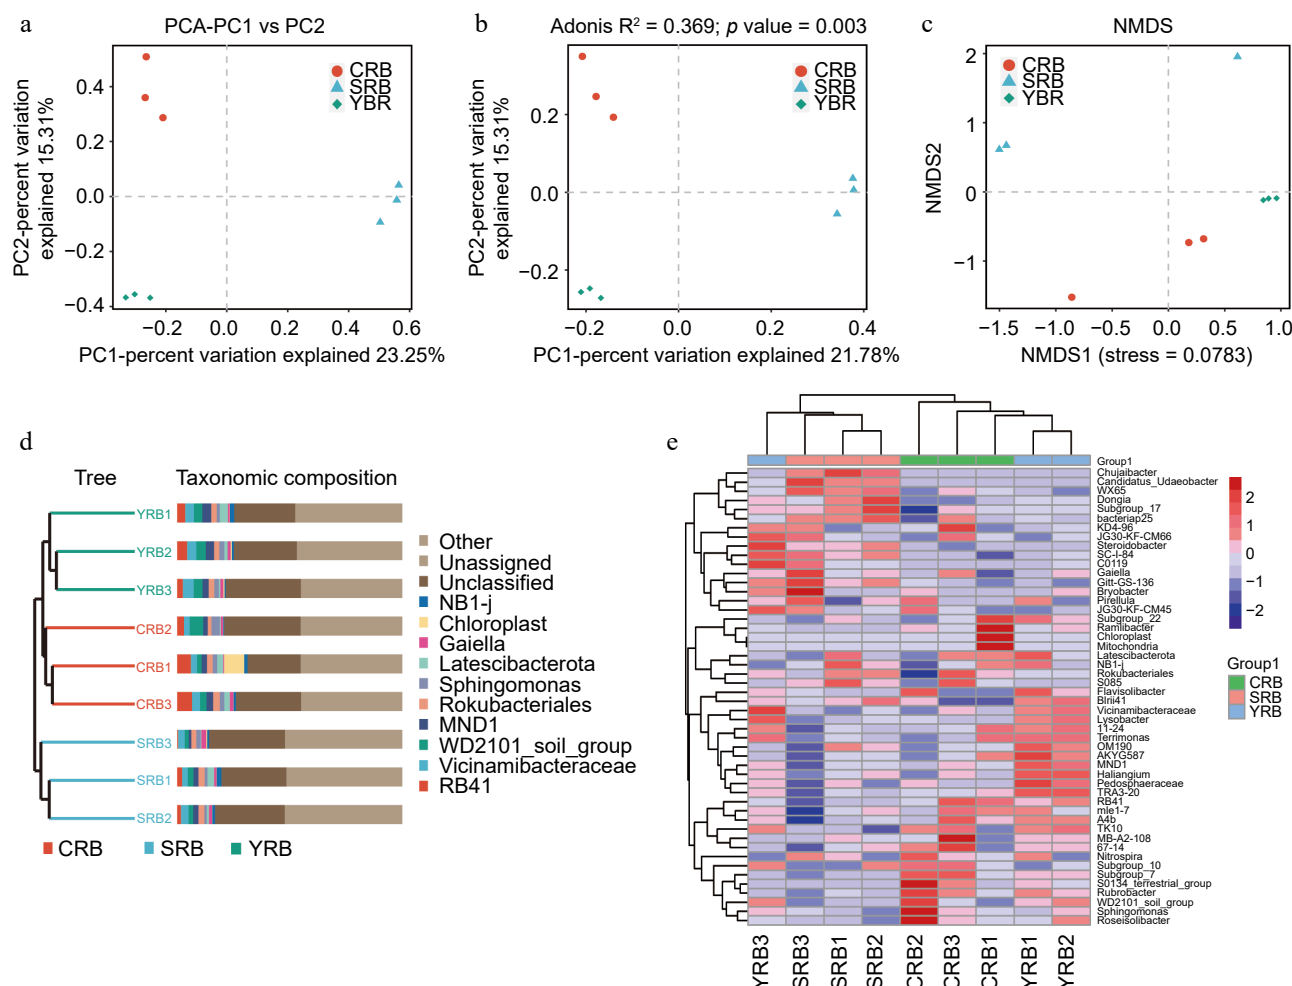 a
PCA-PC1 vs PC2
PC2-percent variation
explained 15.31%
0.4
0.2
0.0
−0.2
−0.4
CRB
SRB
YBR
−0.2
0.0
0.2
0.4
0.6
PC1-percent variation explained 23.25%
b
Adonis R² = 0.369; p value = 0.003
PC2-percent variation
explained 15.31%
0.2
0.0
−0.2
CRB
SRB
YBR
−0.2
0.0
0.2
0.4
PC1-percent variation explained 21.78%
c
NMDS
NMDS2
2
1
0
−1
CRB
SRB
YBR
−1.5
−1.0
−0.5
0.0
0.5
1.0
NMDS1 (stress = 0.0783)
d
Tree
Taxonomic composition
YRB1
YRB2
YRB3
CRB2
CRB1
CRB3
SRB3
SRB1
SRB2
CRB
SRB
YRB
Other
Unassigned
Unclassified
NB1-j
Chloroplast
Gaiella
Latescibacterota
Sphingomonas
Rokubacteriales
MND1
WD2101_soil_group
Vicinamibacteraceae
RB41
e
Group1
Chujaibacter
Candidatus_Udaeobacter
WX65
Dongia
Subgroup_17
bacteriap25
KD4-96
JG30-KF-CM66
Steroidobacter
SC-I-84
C0119
Gaiella
Gitt-GS-136
Bryobacter
Pirellula
JG30-KF-CM45
Subgroup_22
Ramlibacter
Chloroplast
Mitochondria
Latescibacterota
NB1-j
Rokubacteriales
S085
Flavisolibacter
Blrii41
Vicinamibacteraceae
Lysobacter
11-24
Terrimonas
OM190
AKYG587
MND1
Haliangium
Pedosphaeraceae
TRA3-20
RB41
mle1-7
A4b
TK10
MB-A2-108
67-14
Nitrospira
Subgroup_10
Subgroup_7
S0134_terrestrial_group
Rubrobacter
WD2101_soil_group
Sphingomonas
Roseisolibacter
YRB3
SRB3
SRB1
SRB2
CRB2
CRB3
CRB1
YRB1
YRB2
2
1
0
−1
−2
Group1
CRB
SRB
YRB